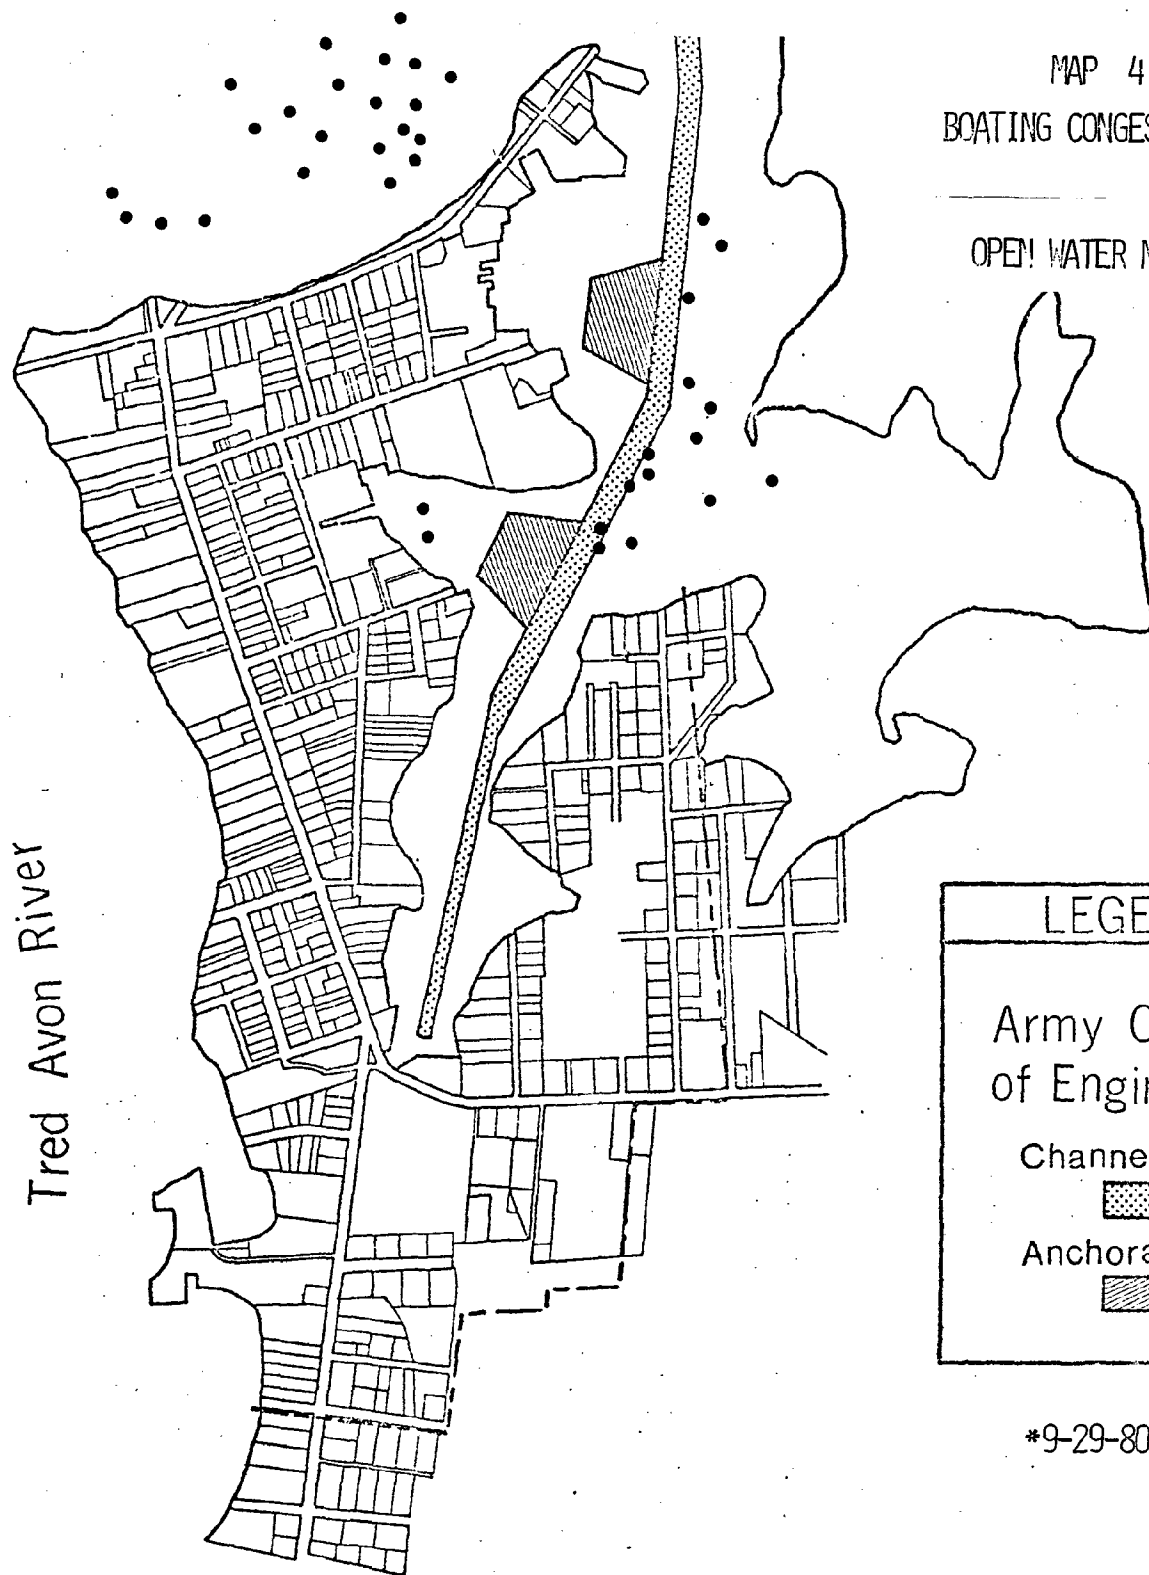 MAP 4
BOATING CONGES
OPEN WATER
Tred Avon River
LEGE
Army C
of Engi
Channe
Anchora
*9-29-80